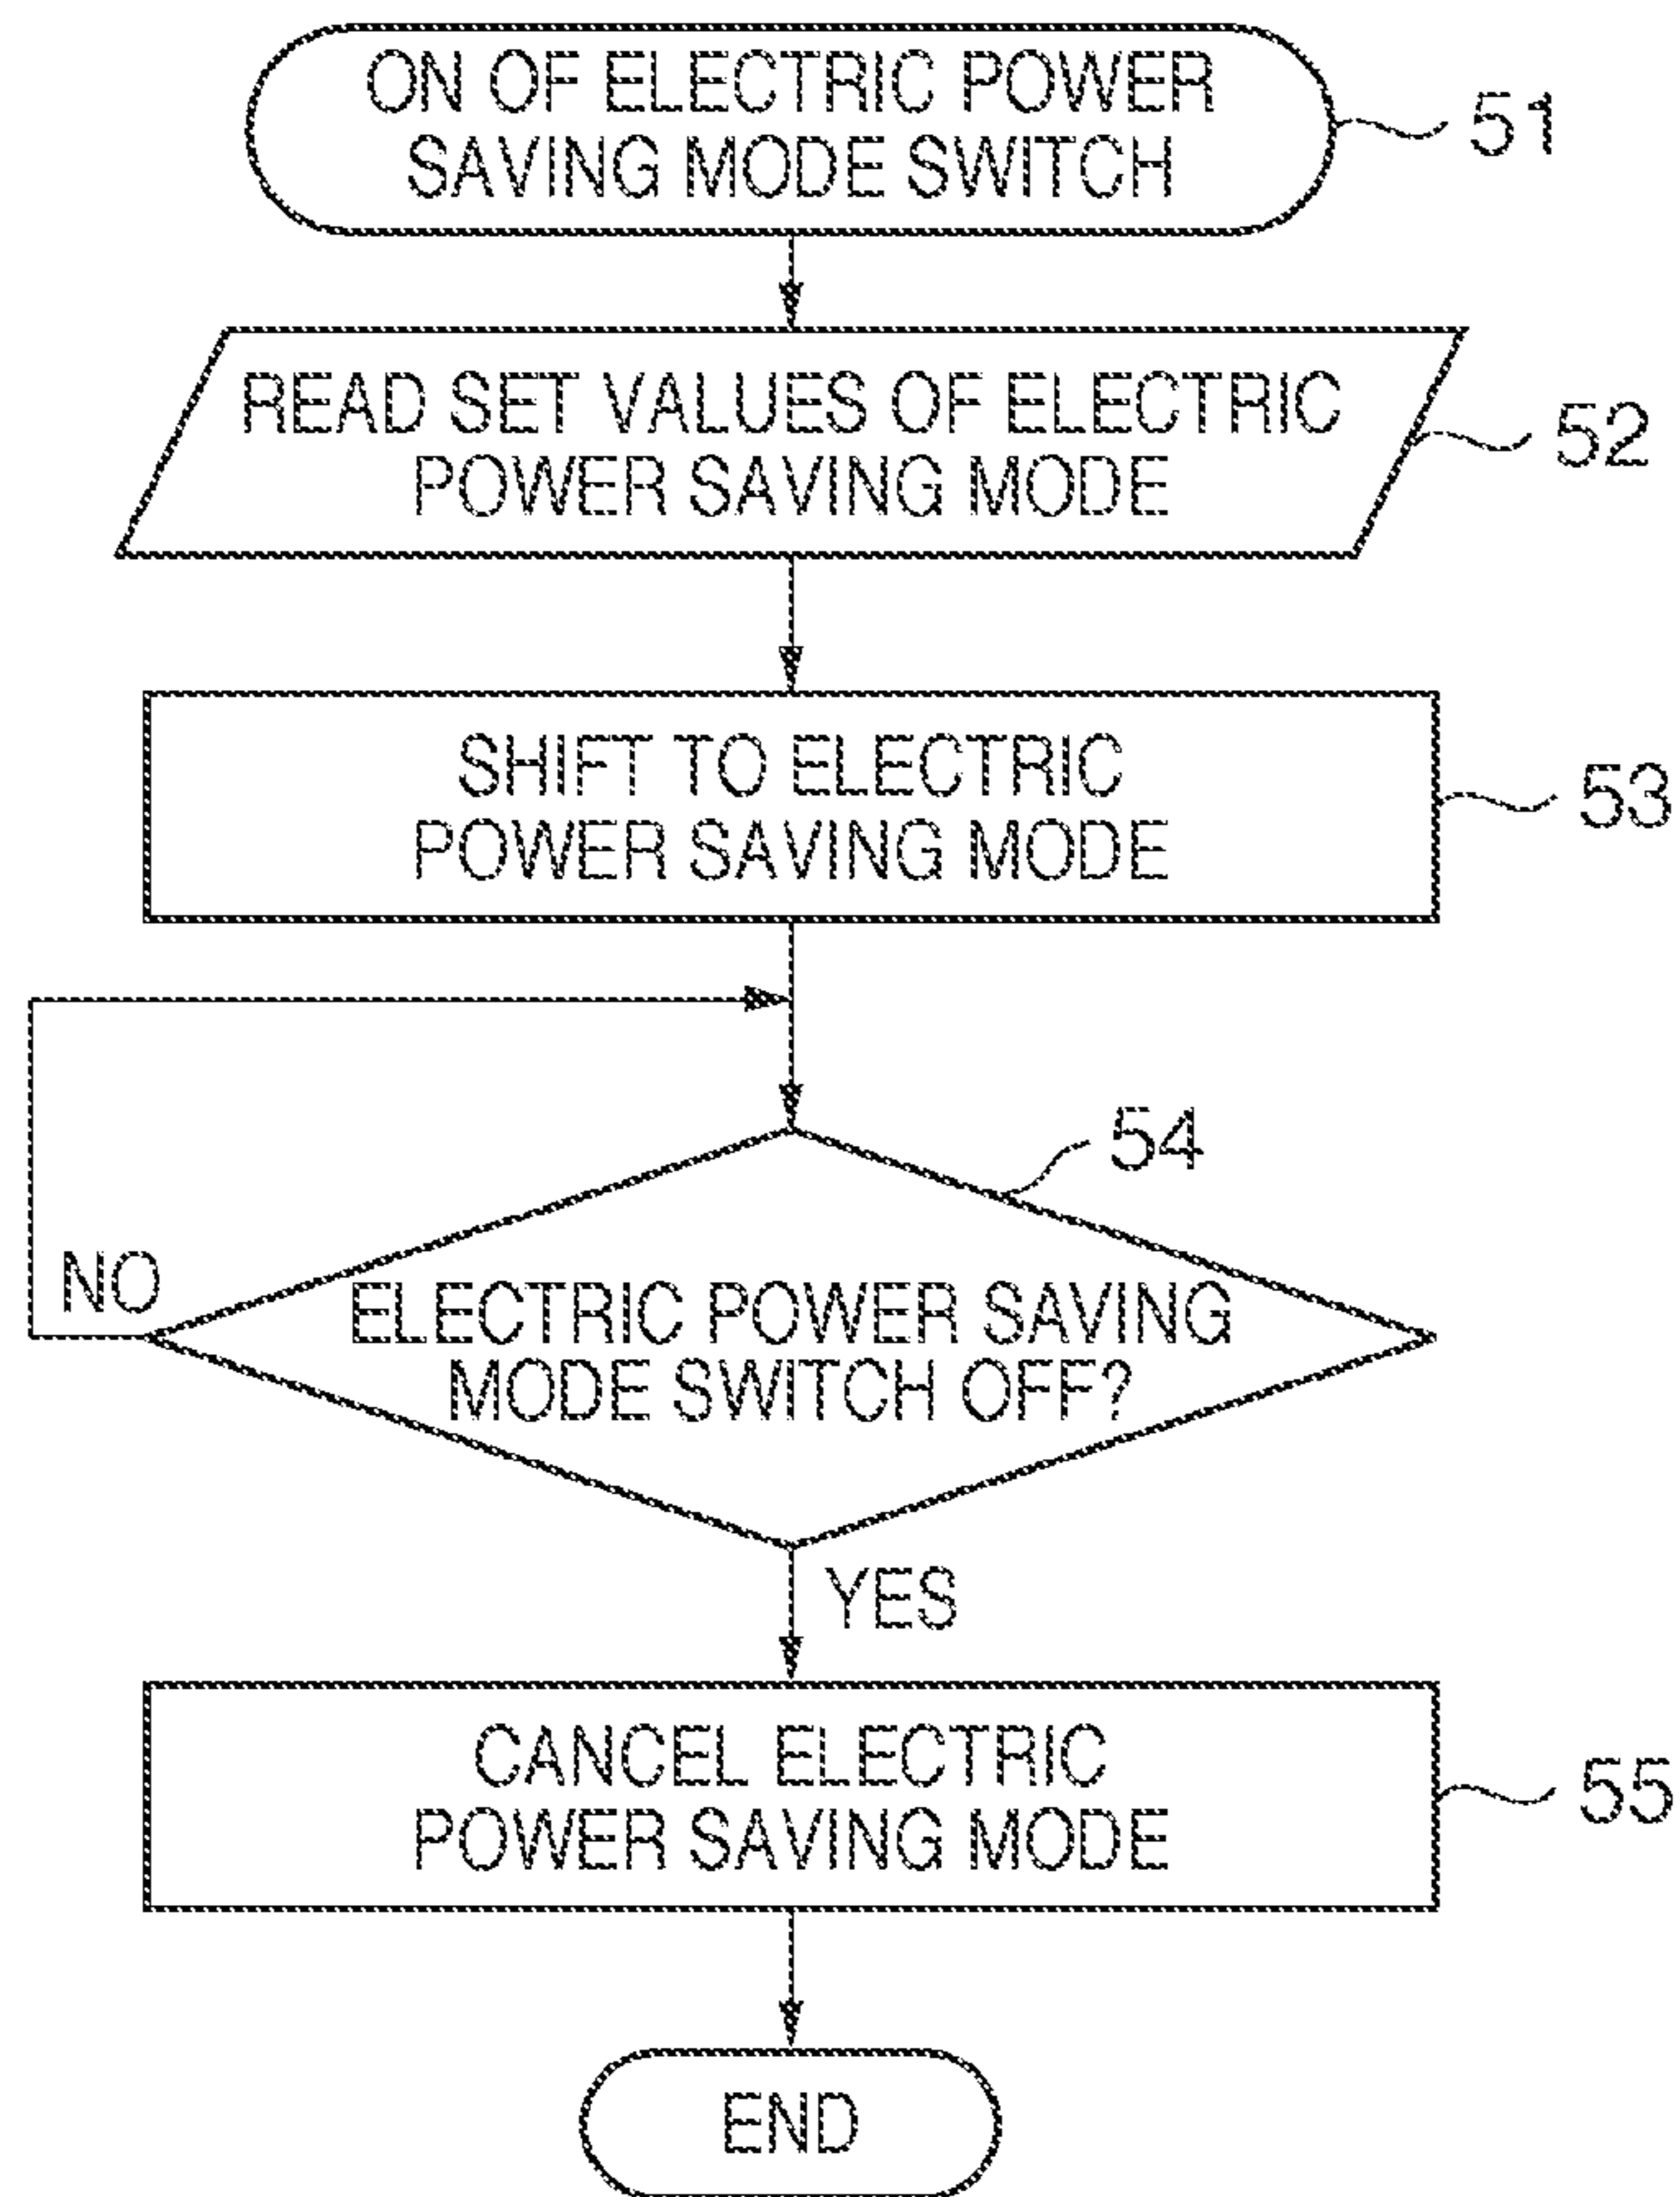 ON OF ELECTRIC POWER
SAVING MODE SWITCH
51
READ SET VALUES OF ELECTRIC
POWER SAVING MODE
52
SHIFT TO ELECTRIC
POWER SAVING MODE
53
54
NO
ELECTRIC POWER SAVING
MODE SWITCH OFF?
YES
CANCEL ELECTRIC
POWER SAVING MODE
55
END